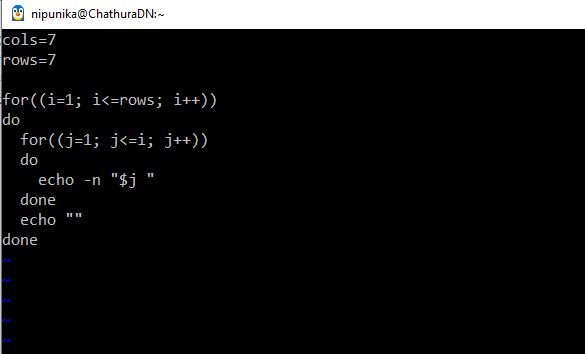 nipunika@ChathuraDN:~
cols=7
rows=7

for((i=1; i<=rows; i++))
do
  for((j=1; j<=i; j++))
  do
    echo -n "$j "
  done
  echo ""
done
~
~
~
~
~